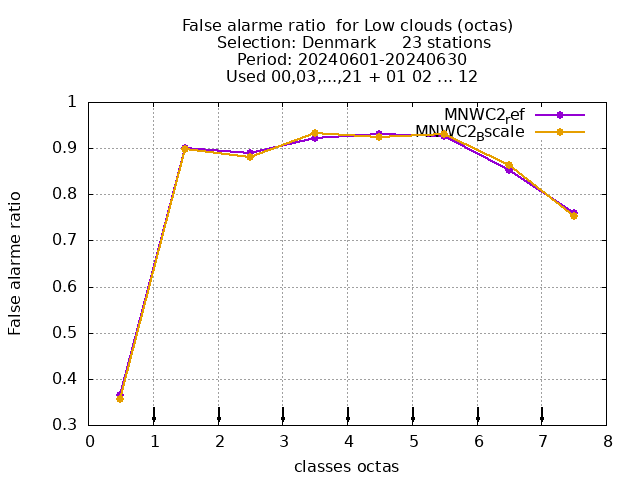 False alarme ratio  for Low clouds (octas)
Selection: Denmark     23 stations
Period: 20240601-20240630
Used 00,03,...,21 + 01 02 ... 12
MNWC2_ref
MNWC2_Bscale
1
0.9
0.8
0.7
0.6
0.5
0.4
0.3
False alarme ratio
0 1 2 3 4 5 6 7 8
classes octas